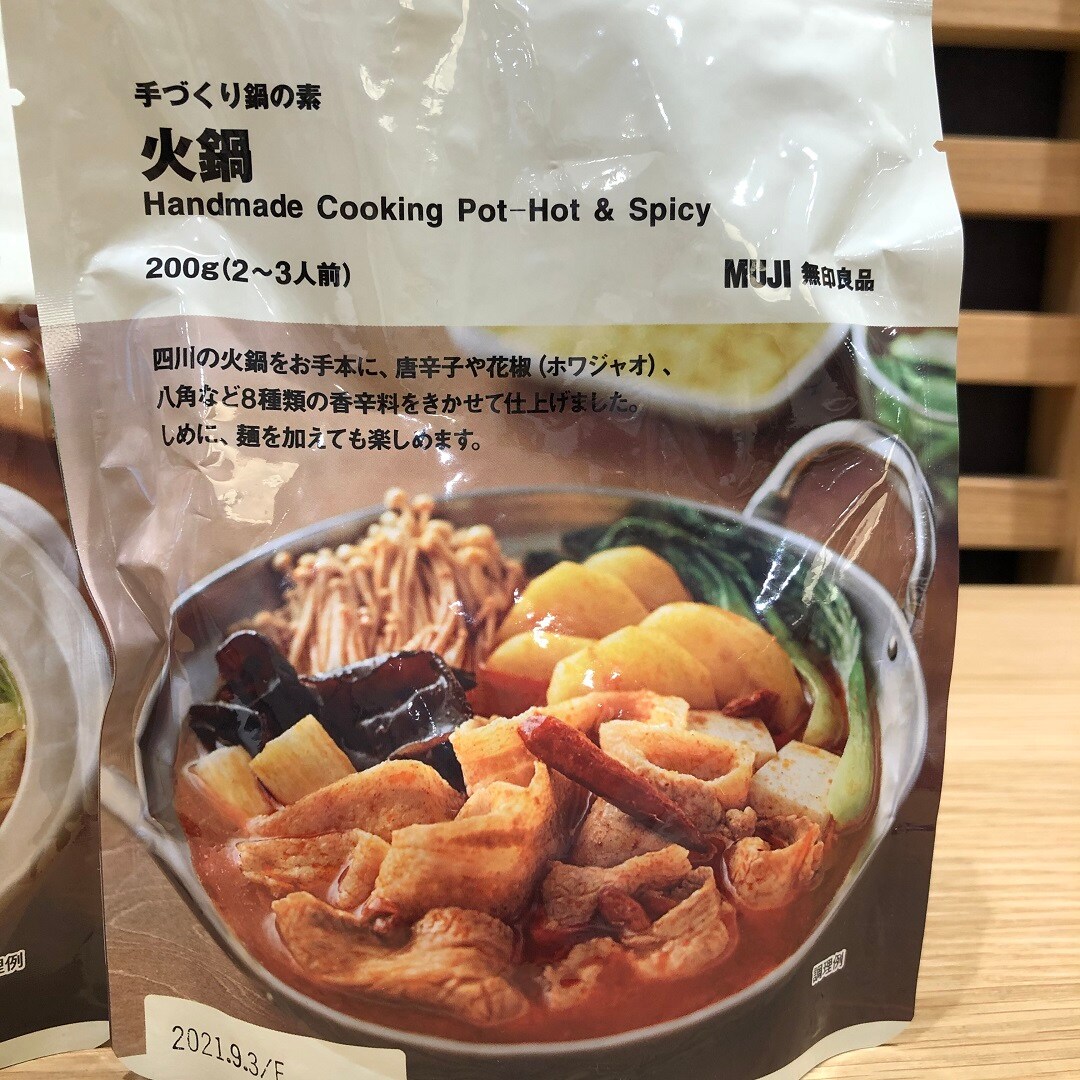 手づくり鍋の素
火鍋
Handmade Cooking Pot-Hot & Spicy
200g(2〜3人前)
MUJI 無印良品
四川の火鍋をお手本に、唐辛子や花椒(ホワジャオ)、
八角など8種類の香辛料をきかせて仕上げました。
しめに、麺を加えても楽しめます。
調理例
理例
2021.9.3/F